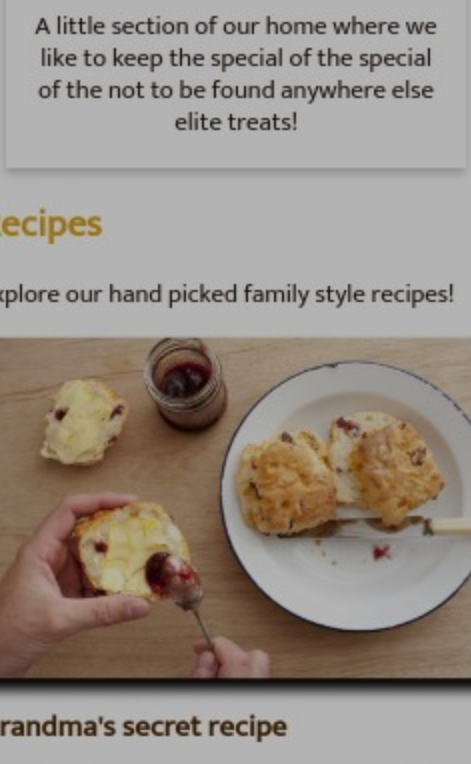 A little section of our home where we
like to keep the special of the special
of the not to be found anywhere else
elite treats!
ecipes
xplore our hand picked family style recipes!
randma's secret recipe